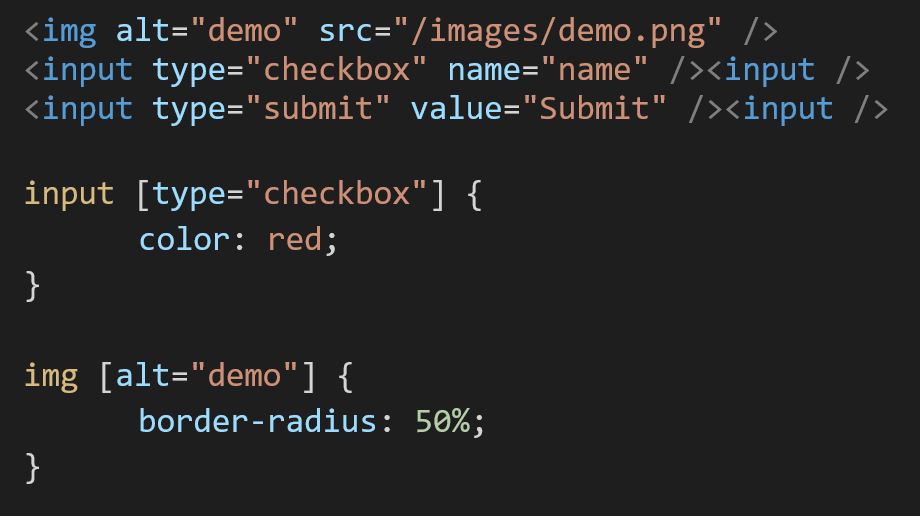 <img alt="demo" src="/images/demo.png" />
<input type="checkbox" name="name" /><input />
<input type="submit" value="Submit" /><input />
input [type="checkbox"] {
color: red;
}
img [alt="demo"] {
border-radius: 50%;
}